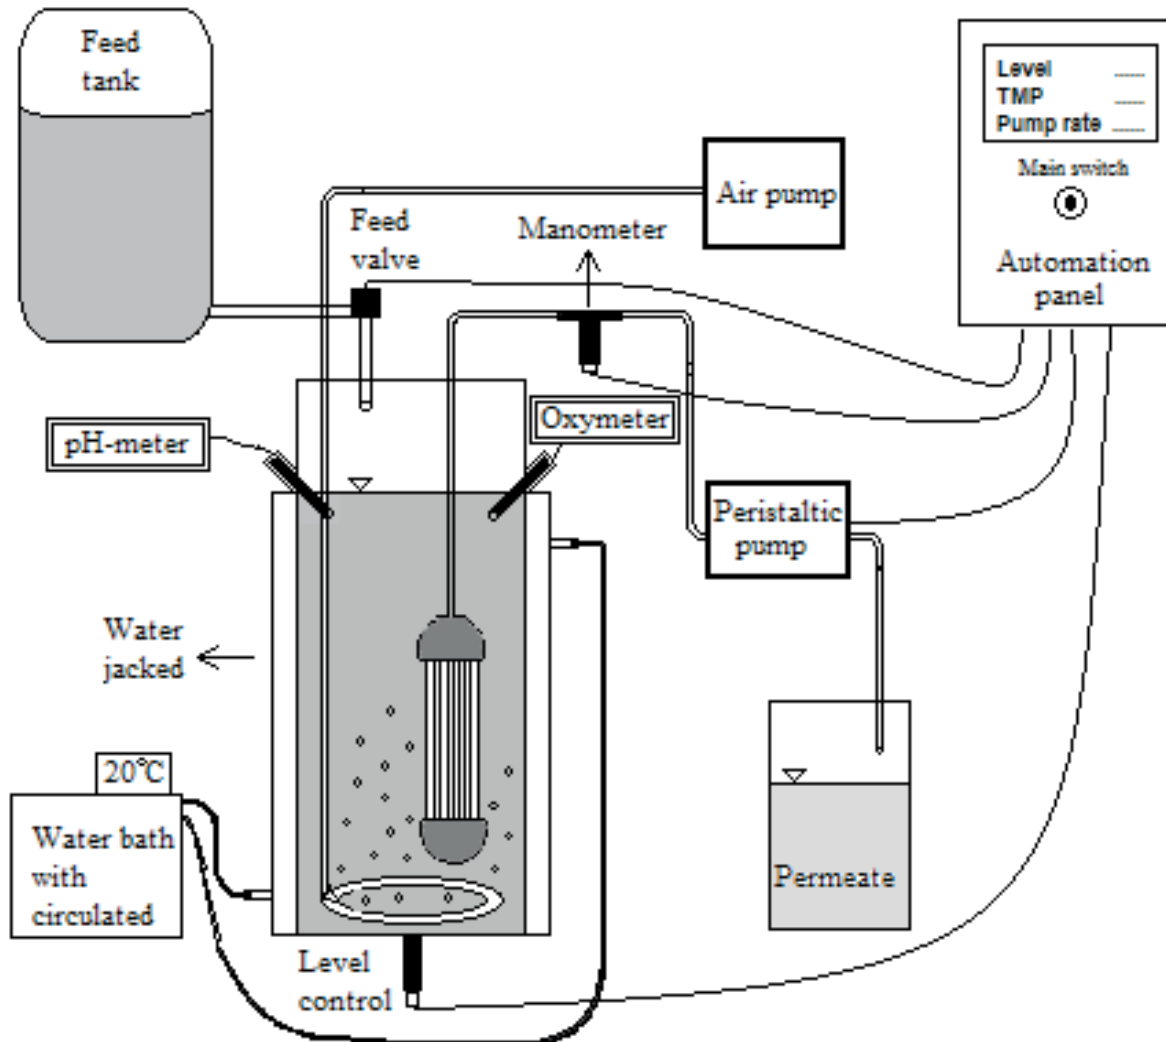 Feed
tank
Level .....
TMP .....
Pump rate .....
Main switch
Automation
panel
Air pump
Feed
valve
Manometer
pH-meter
Oxymeter
Peristaltic
pump
Water
jacked
20°C
Water bath
with
circulated
Level
control
Permeate